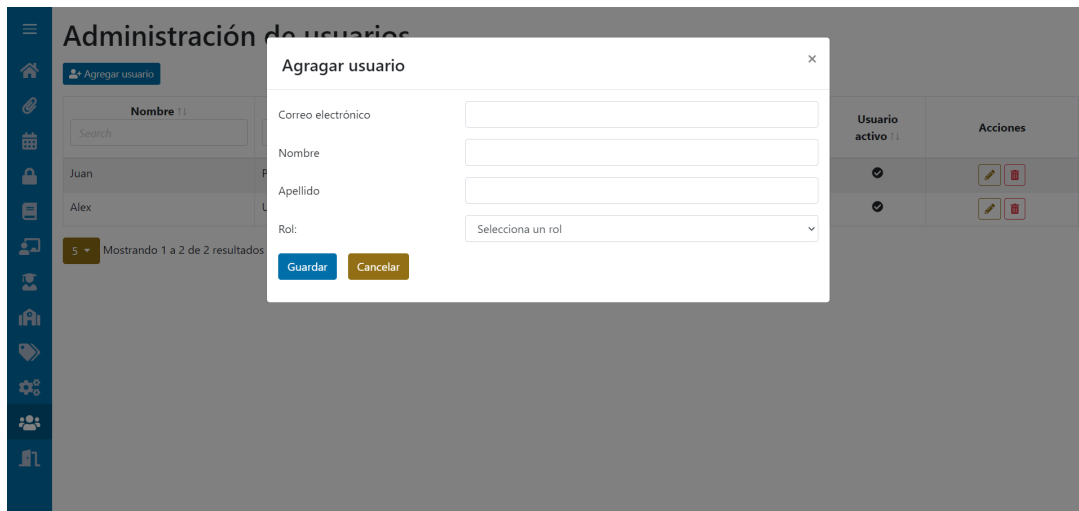 Administración de usuarios
Agregar usuario
Agragar usuario
×
Correo electrónico
Nombre
Apellido
Rol: Selecciona un rol
Guardar Cancelar
Nombre
Search
Usuario activo
Acciones
Juan P
Alex U
5 Mostrando 1 a 2 de 2 resultados